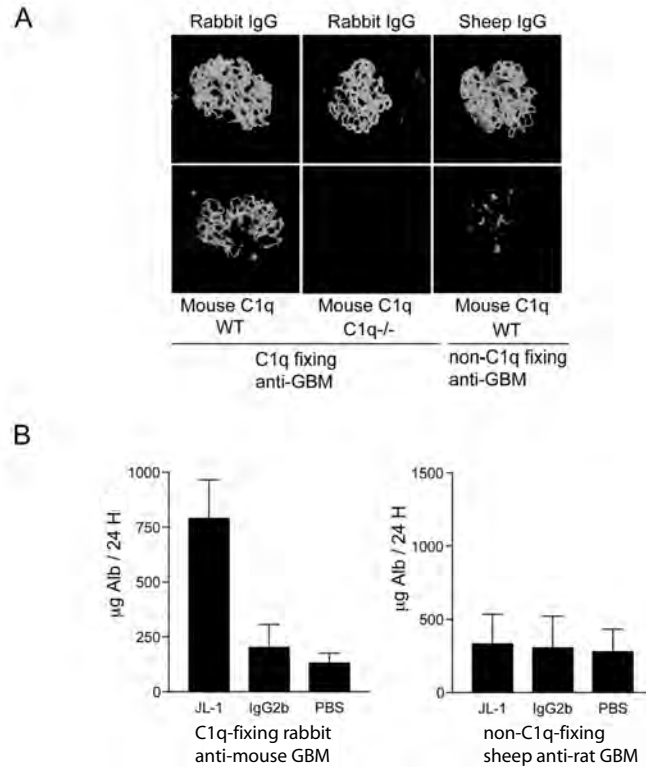 A
Rabbit IgG Rabbit IgG Sheep IgG
Mouse C1q Mouse C1q Mouse C1q
WT C1q-/- WT
C1q fixing non-C1q fixing
anti-GBM anti-GBM
B
µg Alb / 24 H
1000
750
500
250
0
JL-1 IgG2b PBS
C1q-fixing rabbit
anti-mouse GBM
µg Alb / 24 H
1500
1000
500
0
JL-1 IgG2b PBS
non-C1q-fixing
sheep anti-rat GBM